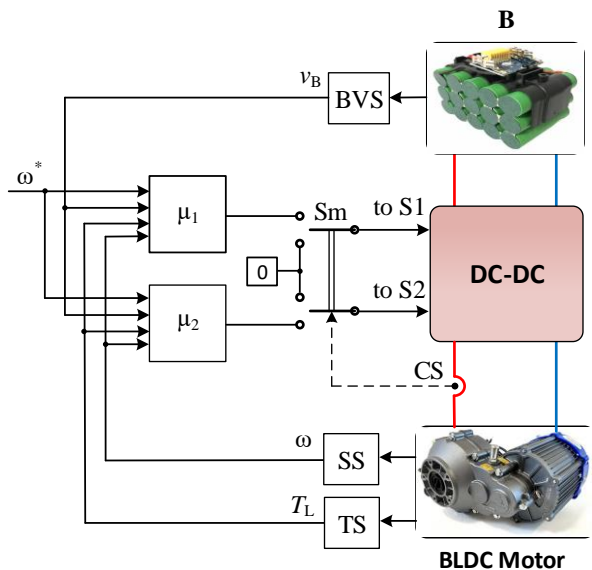 B
v_B
BVS
ω*
μ₁
Sm
to S1
DC-DC
0
μ₂
to S2
CS
ω
SS
T_L
TS
BLDC Motor